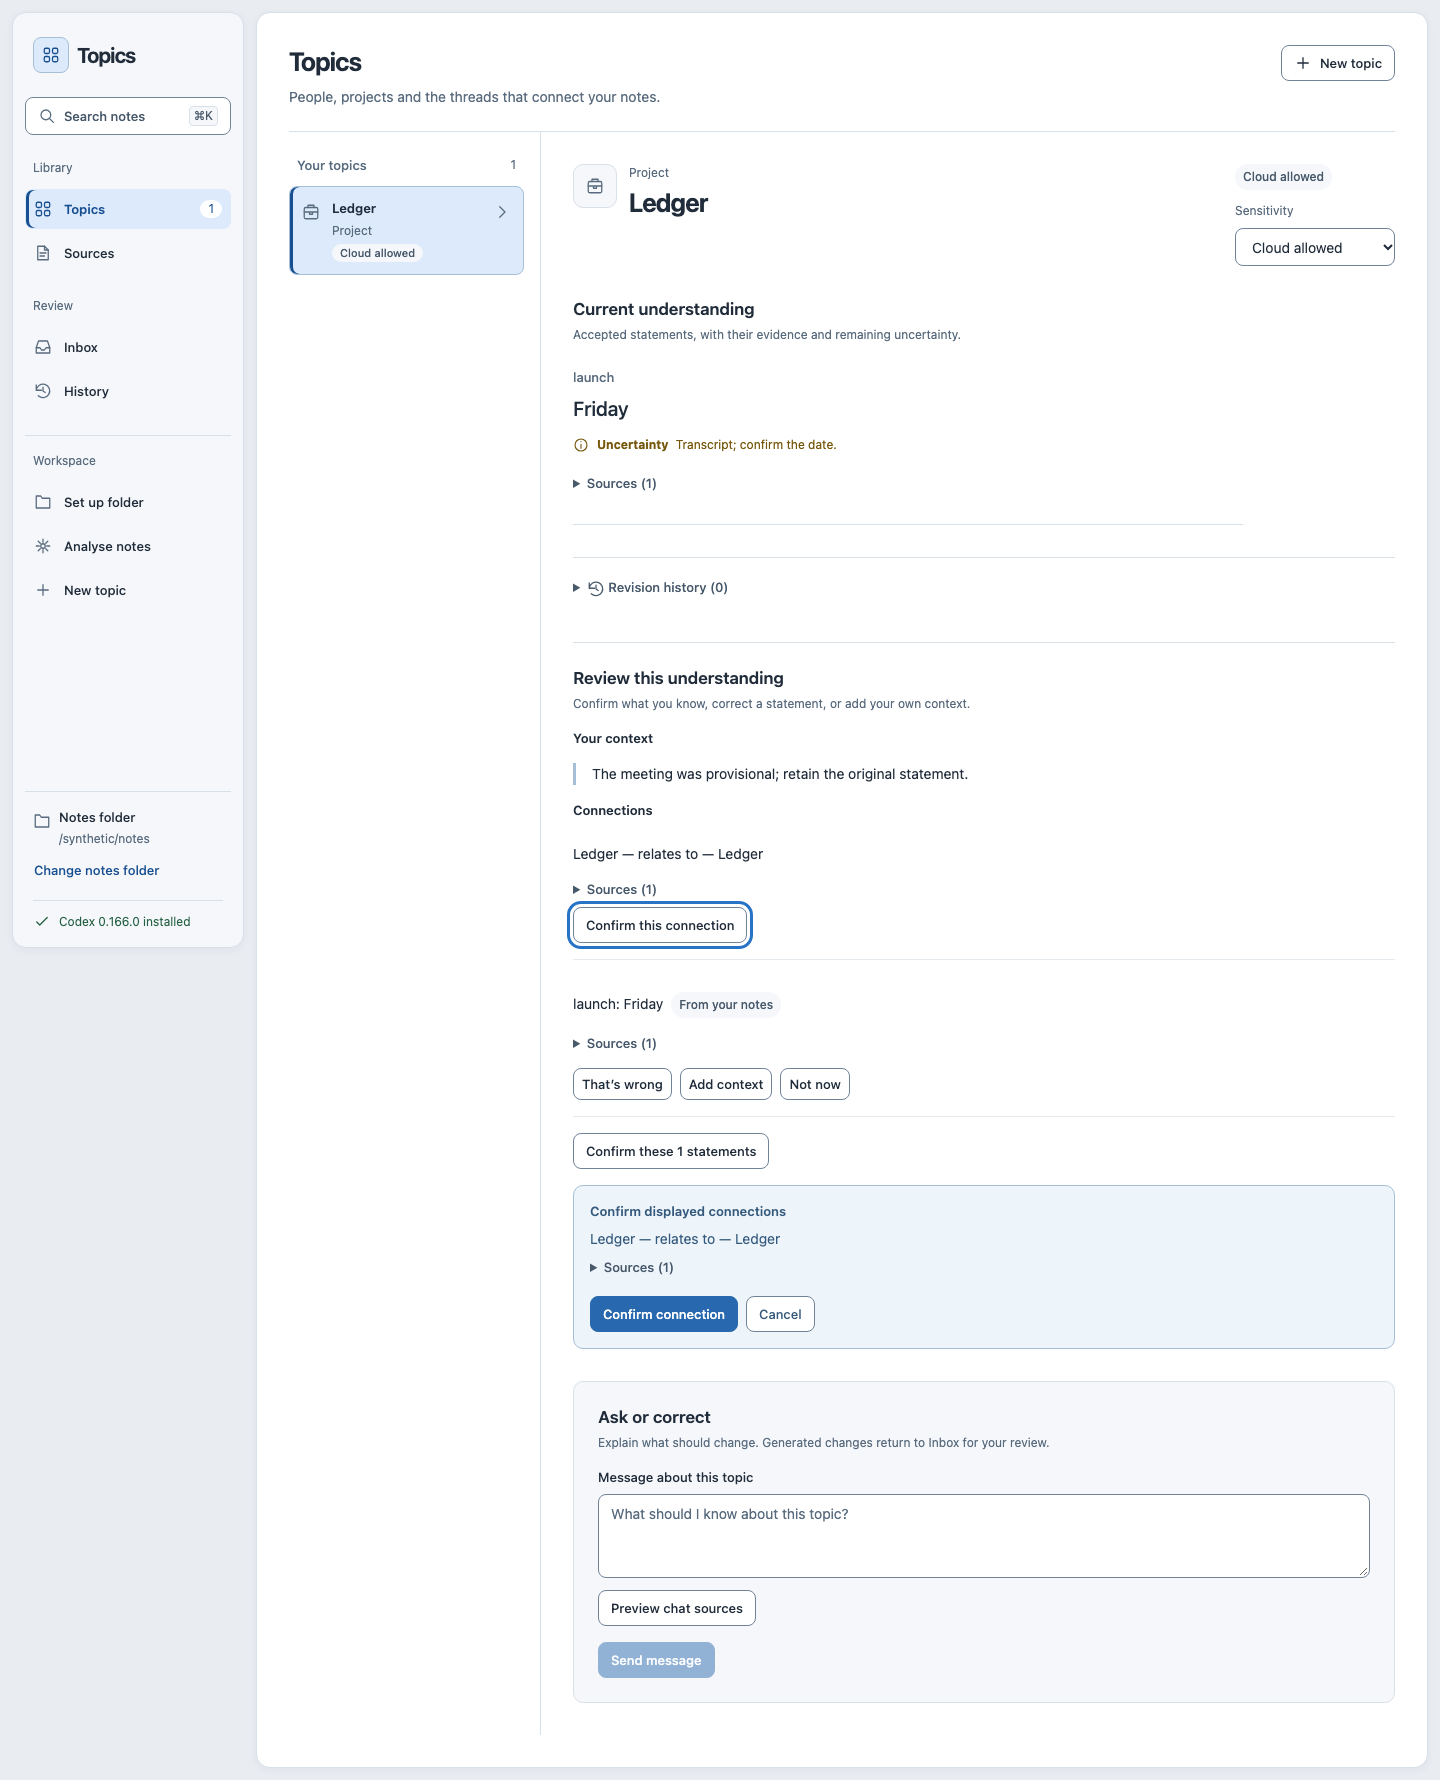 Topics
Search notes ⌘K
Library
Topics 1
Sources
Review
Inbox
History
Workspace
Set up folder
Analyse notes
New topic
Notes folder
/synthetic/notes
Change notes folder
Codex 0.166.0 installed
Topics
New topic
People, projects and the threads that connect your notes.
Your topics 1
Ledger
Project
Cloud allowed
Project
Ledger
Cloud allowed
Sensitivity
Cloud allowed
Current understanding
Accepted statements, with their evidence and remaining uncertainty.
launch
Friday
Uncertainty Transcript; confirm the date.
Sources (1)
Revision history (0)
Review this understanding
Confirm what you know, correct a statement, or add your own context.
Your context
The meeting was provisional; retain the original statement.
Connections
Ledger — relates to — Ledger
Sources (1)
Confirm this connection
launch: Friday From your notes
Sources (1)
That’s wrong Add context Not now
Confirm these 1 statements
Confirm displayed connections
Ledger — relates to — Ledger
Sources (1)
Confirm connection Cancel
Ask or correct
Explain what should change. Generated changes return to Inbox for your review.
Message about this topic
What should I know about this topic?
Preview chat sources
Send message